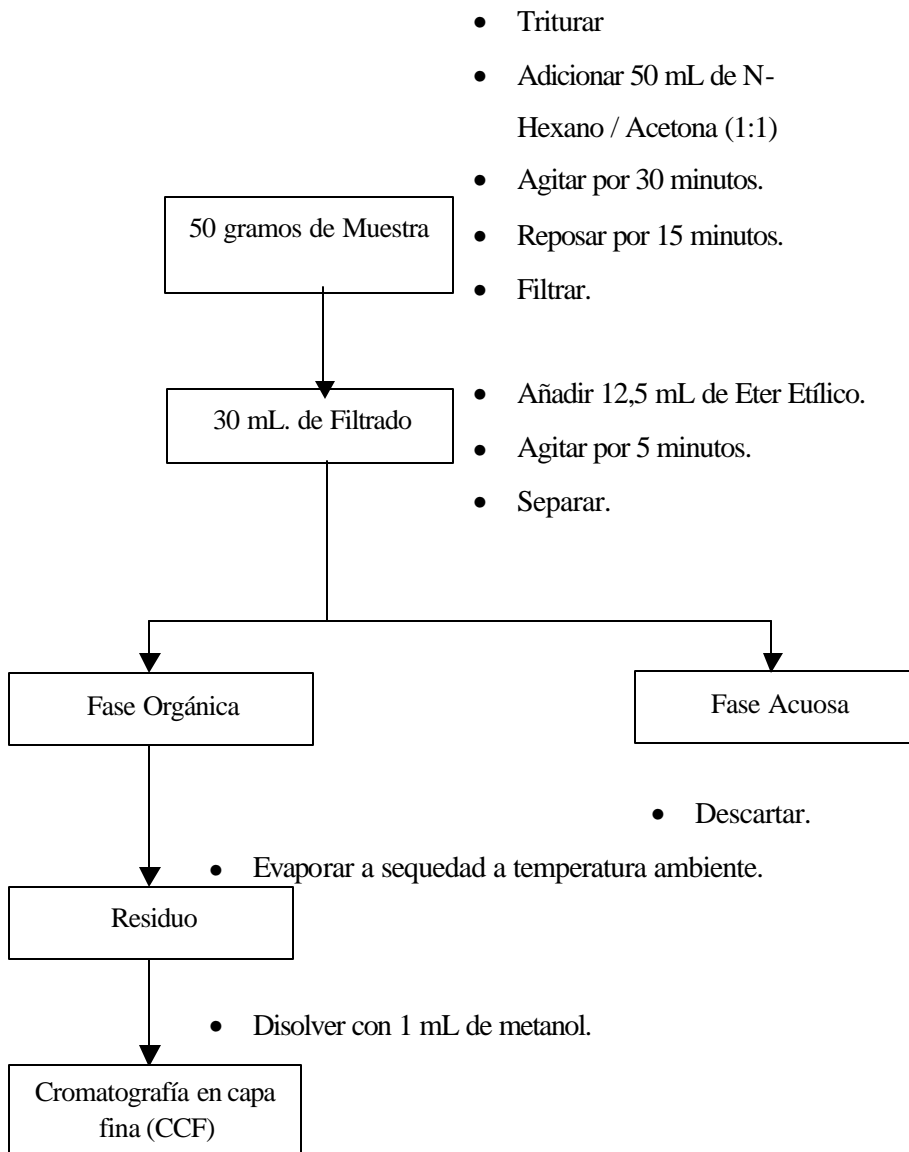 • Triturar
• Adicionar 50 mL de N-
Hexano / Acetona (1:1)
• Agitar por 30 minutos.
50 gramos de Muestra
• Reposar por 15 minutos.
• Filtrar.
• Añadir 12,5 mL de Eter Etílico.
30 mL. de Filtrado
• Agitar por 5 minutos.
• Separar.
Fase Orgánica
Fase Acuosa
• Descartar.
• Evaporar a sequedad a temperatura ambiente.
Residuo
• Disolver con 1 mL de metanol.
Cromatografía en capa
fina (CCF)